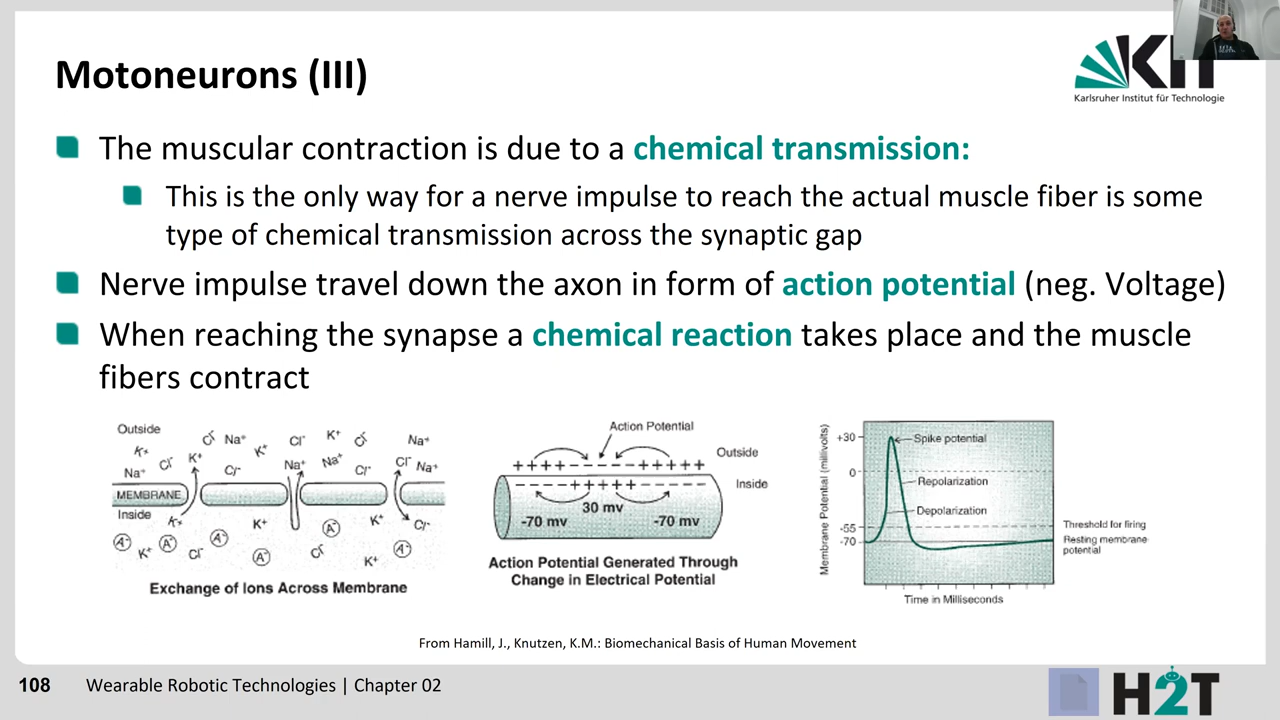 Motoneurons (III)
KIT
Karlsruher Institut für Technologie
The muscular contraction is due to a chemical transmission:
This is the only way for a nerve impulse to reach the actual muscle fiber is some
type of chemical transmission across the synaptic gap
Nerve impulse travel down the axon in form of action potential (neg. Voltage)
When reaching the synapse a chemical reaction takes place and the muscle
fibers contract
Outside
K+ Cl- Na+ K+ Cl- K+ Cl- Na+
Na+ Cl- K+ Cl- Na+ Na+ Cl- Cl- Na+
MEMBRANE
Inside
K+ K+ A- K+ Cl-
A- K+ A- Cl- A- A- Cl- K+ A-
Exchange of Ions Across Membrane
Action Potential
Outside
++++ ----- +++++
Inside
---- +++++ -----
30 mv
-70 mv -70 mv
Action Potential Generated Through
Change in Electrical Potential
Membrane Potential (millivolts)
+30
0
-55
-70
Spike potential
Repolarization
Depolarization
Threshold for firing
Resting membrane
potential
Time in Milliseconds
From Hamill, J., Knutzen, K.M.: Biomechanical Basis of Human Movement
108 Wearable Robotic Technologies | Chapter 02
H2T